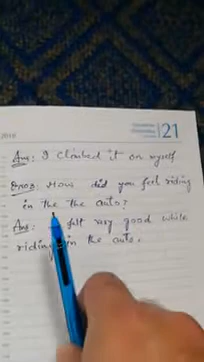 2019
21
Ans: I climbed it on myself
Ques: How did you feel riding
in the the auto?
Ans: I felt very good while
riding in the auto.